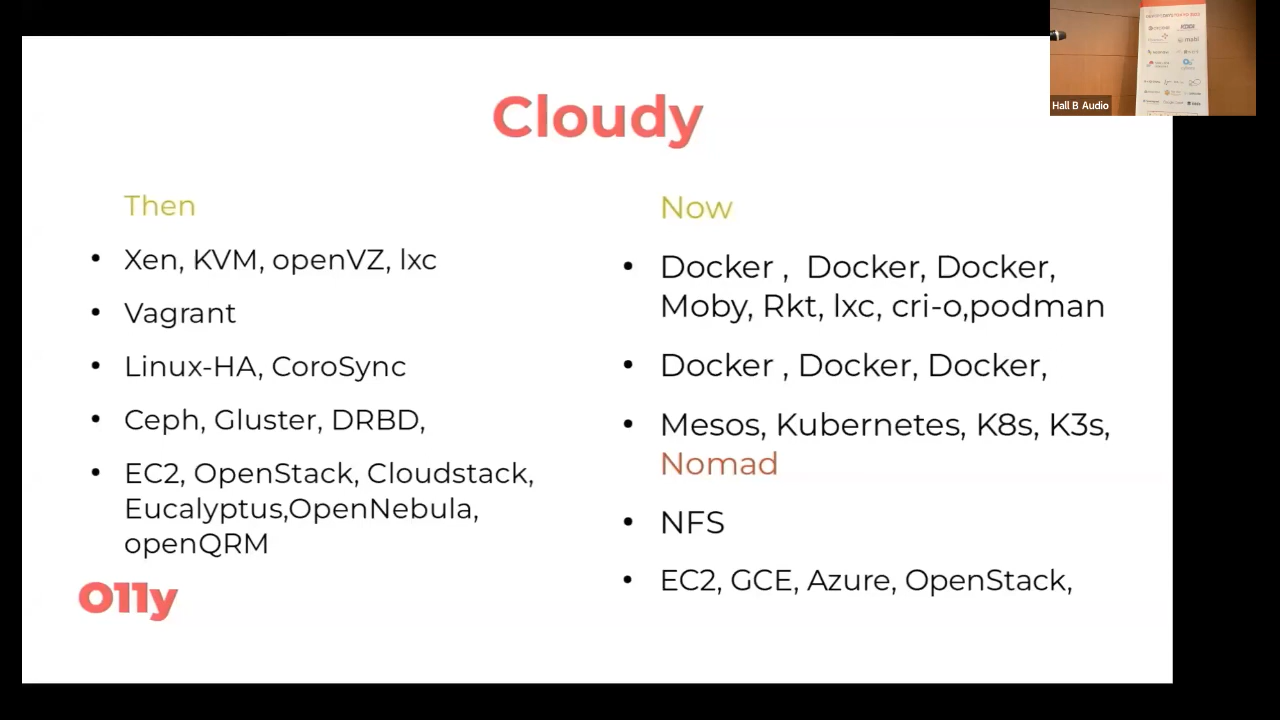 Cloudy
Then
• Xen, KVM, openVZ, lxc
• Vagrant
• Linux-HA, CoroSync
• Ceph, Gluster, DRBD,
• EC2, OpenStack, Cloudstack,
Eucalyptus,OpenNebula,
openQRM
O11y
Now
• Docker ,  Docker, Docker,
Moby, Rkt, lxc, cri-o,podman
• Docker , Docker, Docker,
• Mesos, Kubernetes, K8s, K3s,
Nomad
• NFS
• EC2, GCE, Azure, OpenStack,
Hall B Audio